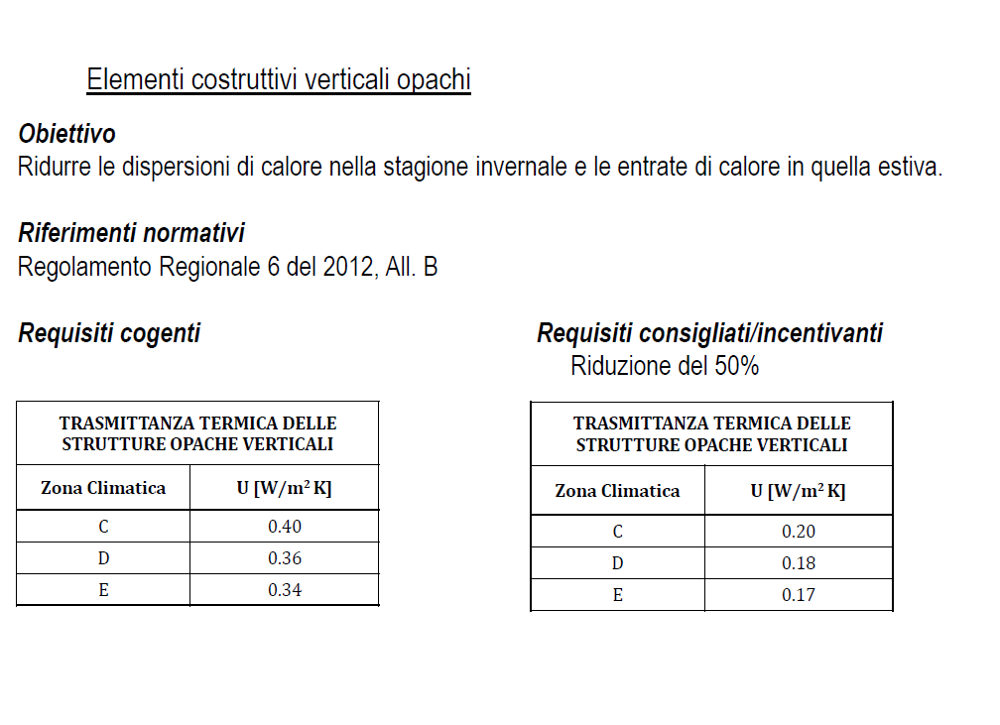 Elementi costruttivi verticali opachi
Obiettivo
Ridurre le dispersioni di calore nella stagione invernale e le entrate di calore in quella estiva.
Riferimenti normativi
Regolamento Regionale 6 del 2012, All. B
Requisiti cogenti
TRASMITTANZA TERMICA DELLE
STRUTTURE OPACHE VERTICALI
Zona Climatica U [W/m² K]
C 0.40
D 0.36
E 0.34
Requisiti consigliati/incentivanti
Riduzione del 50%
TRASMITTANZA TERMICA DELLE
STRUTTURE OPACHE VERTICALI
Zona Climatica U [W/m² K]
C 0.20
D 0.18
E 0.17